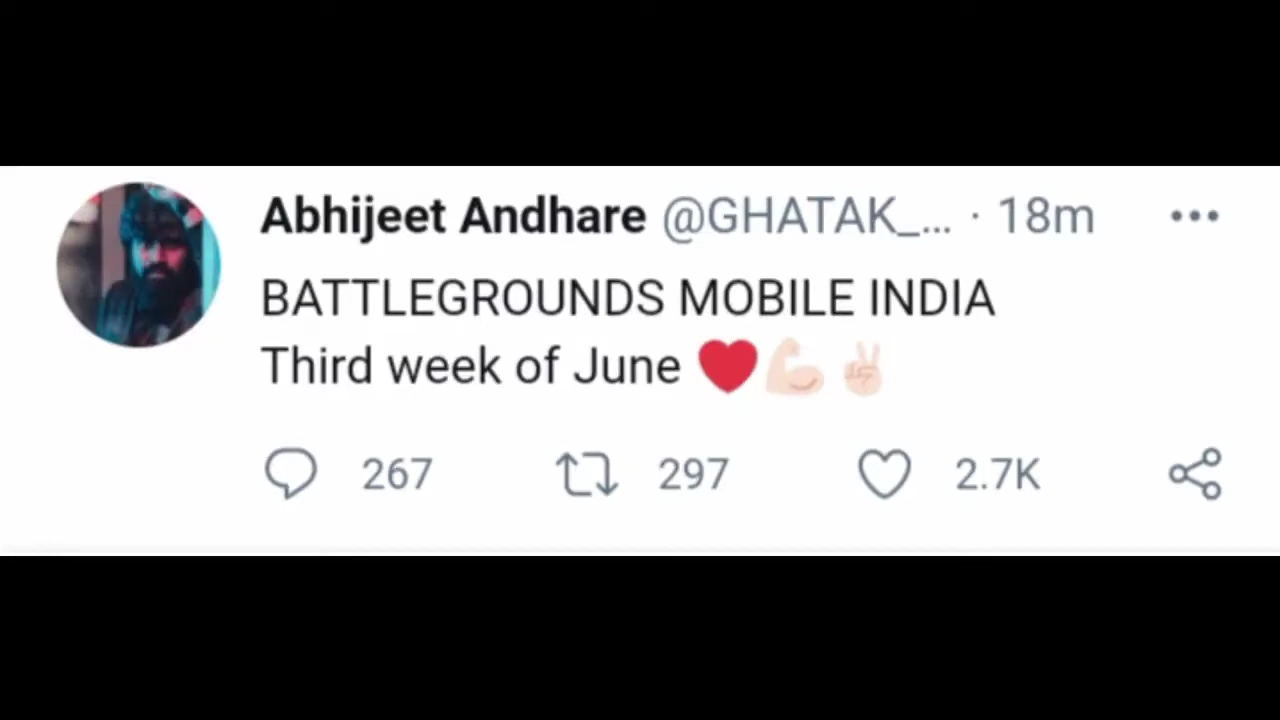 Abhijeet Andhare @GHATAK_... · 18m
BATTLEGROUNDS MOBILE INDIA
Third week of June ❤️💪🏻✌🏻
267 297 2.7K